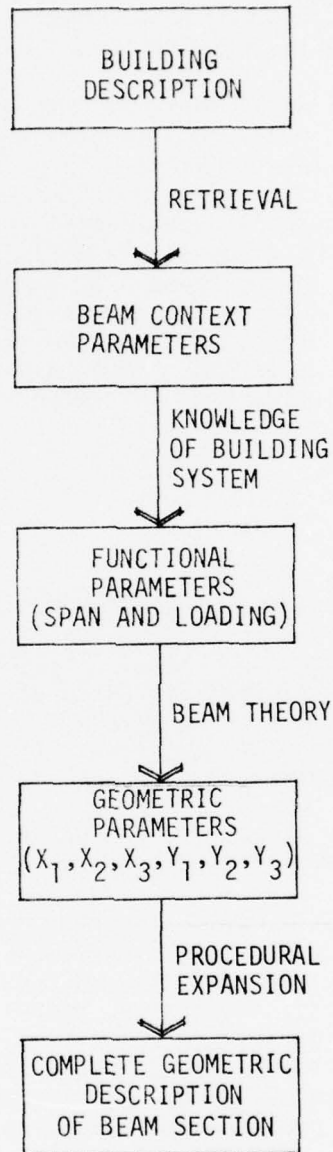 BUILDING
DESCRIPTION
RETRIEVAL
BEAM CONTEXT
PARAMETERS
KNOWLEDGE
OF BUILDING
SYSTEM
FUNCTIONAL
PARAMETERS
(SPAN AND LOADING)
BEAM THEORY
GEOMETRIC
PARAMETERS
(X₁,X₂,X₃,Y₁,Y₂,Y₃)
PROCEDURAL
EXPANSION
COMPLETE GEOMETRIC
DESCRIPTION
OF BEAM SECTION